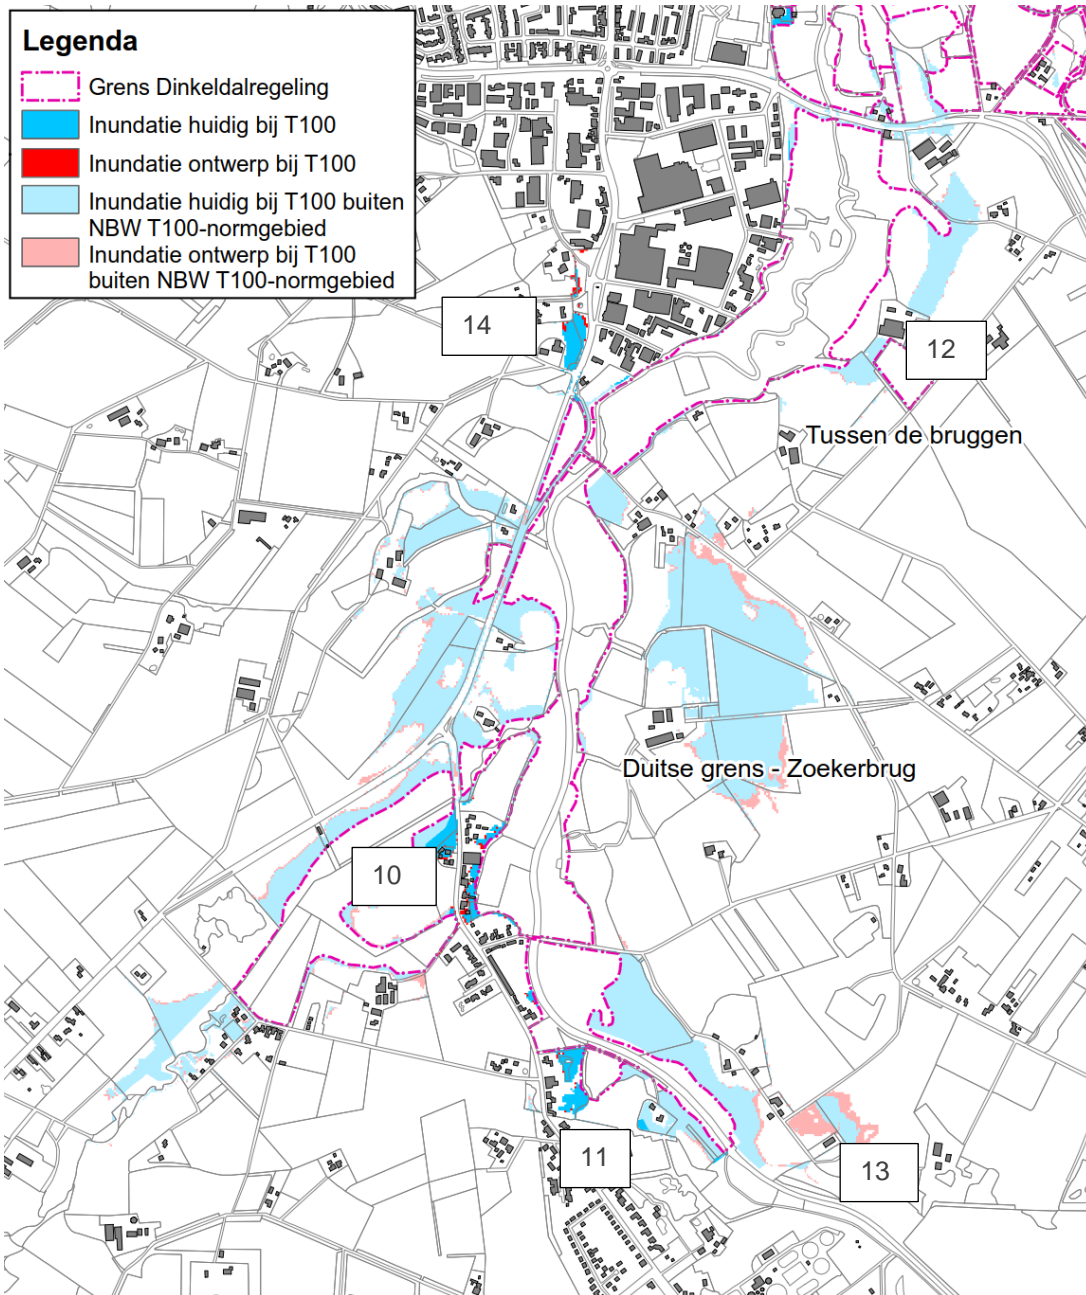 Legenda
Grens Dinkeldalregeling
Inundatie huidig bij T100
Inundatie ontwerp bij T100
Inundatie huidig bij T100 buiten
NBW T100-normgebied
Inundatie ontwerp bij T100
buiten NBW T100-normgebied
14
12
Tussen de bruggen
Duitse grens - Zoekerbrug
10
11
13